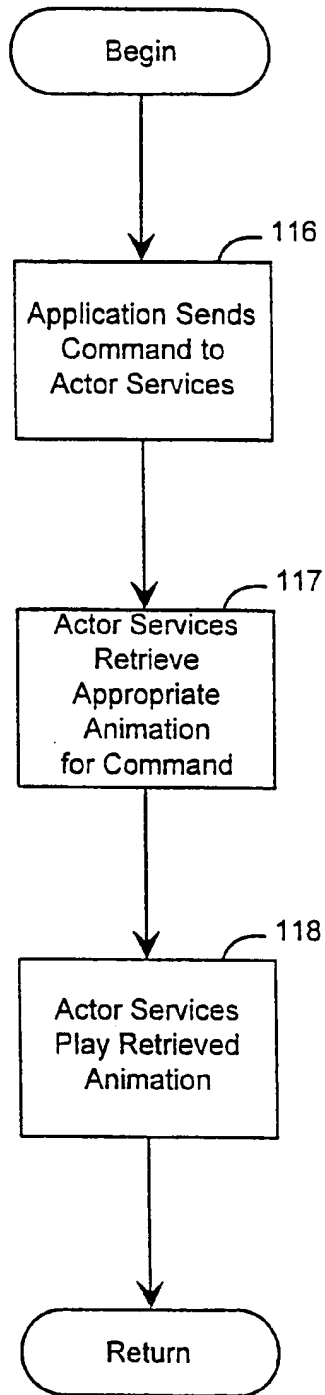 Begin
116
Application Sends
Command to
Actor Services
117
Actor Services
Retrieve
Appropriate
Animation
for Command
118
Actor Services
Play Retrieved
Animation
Return